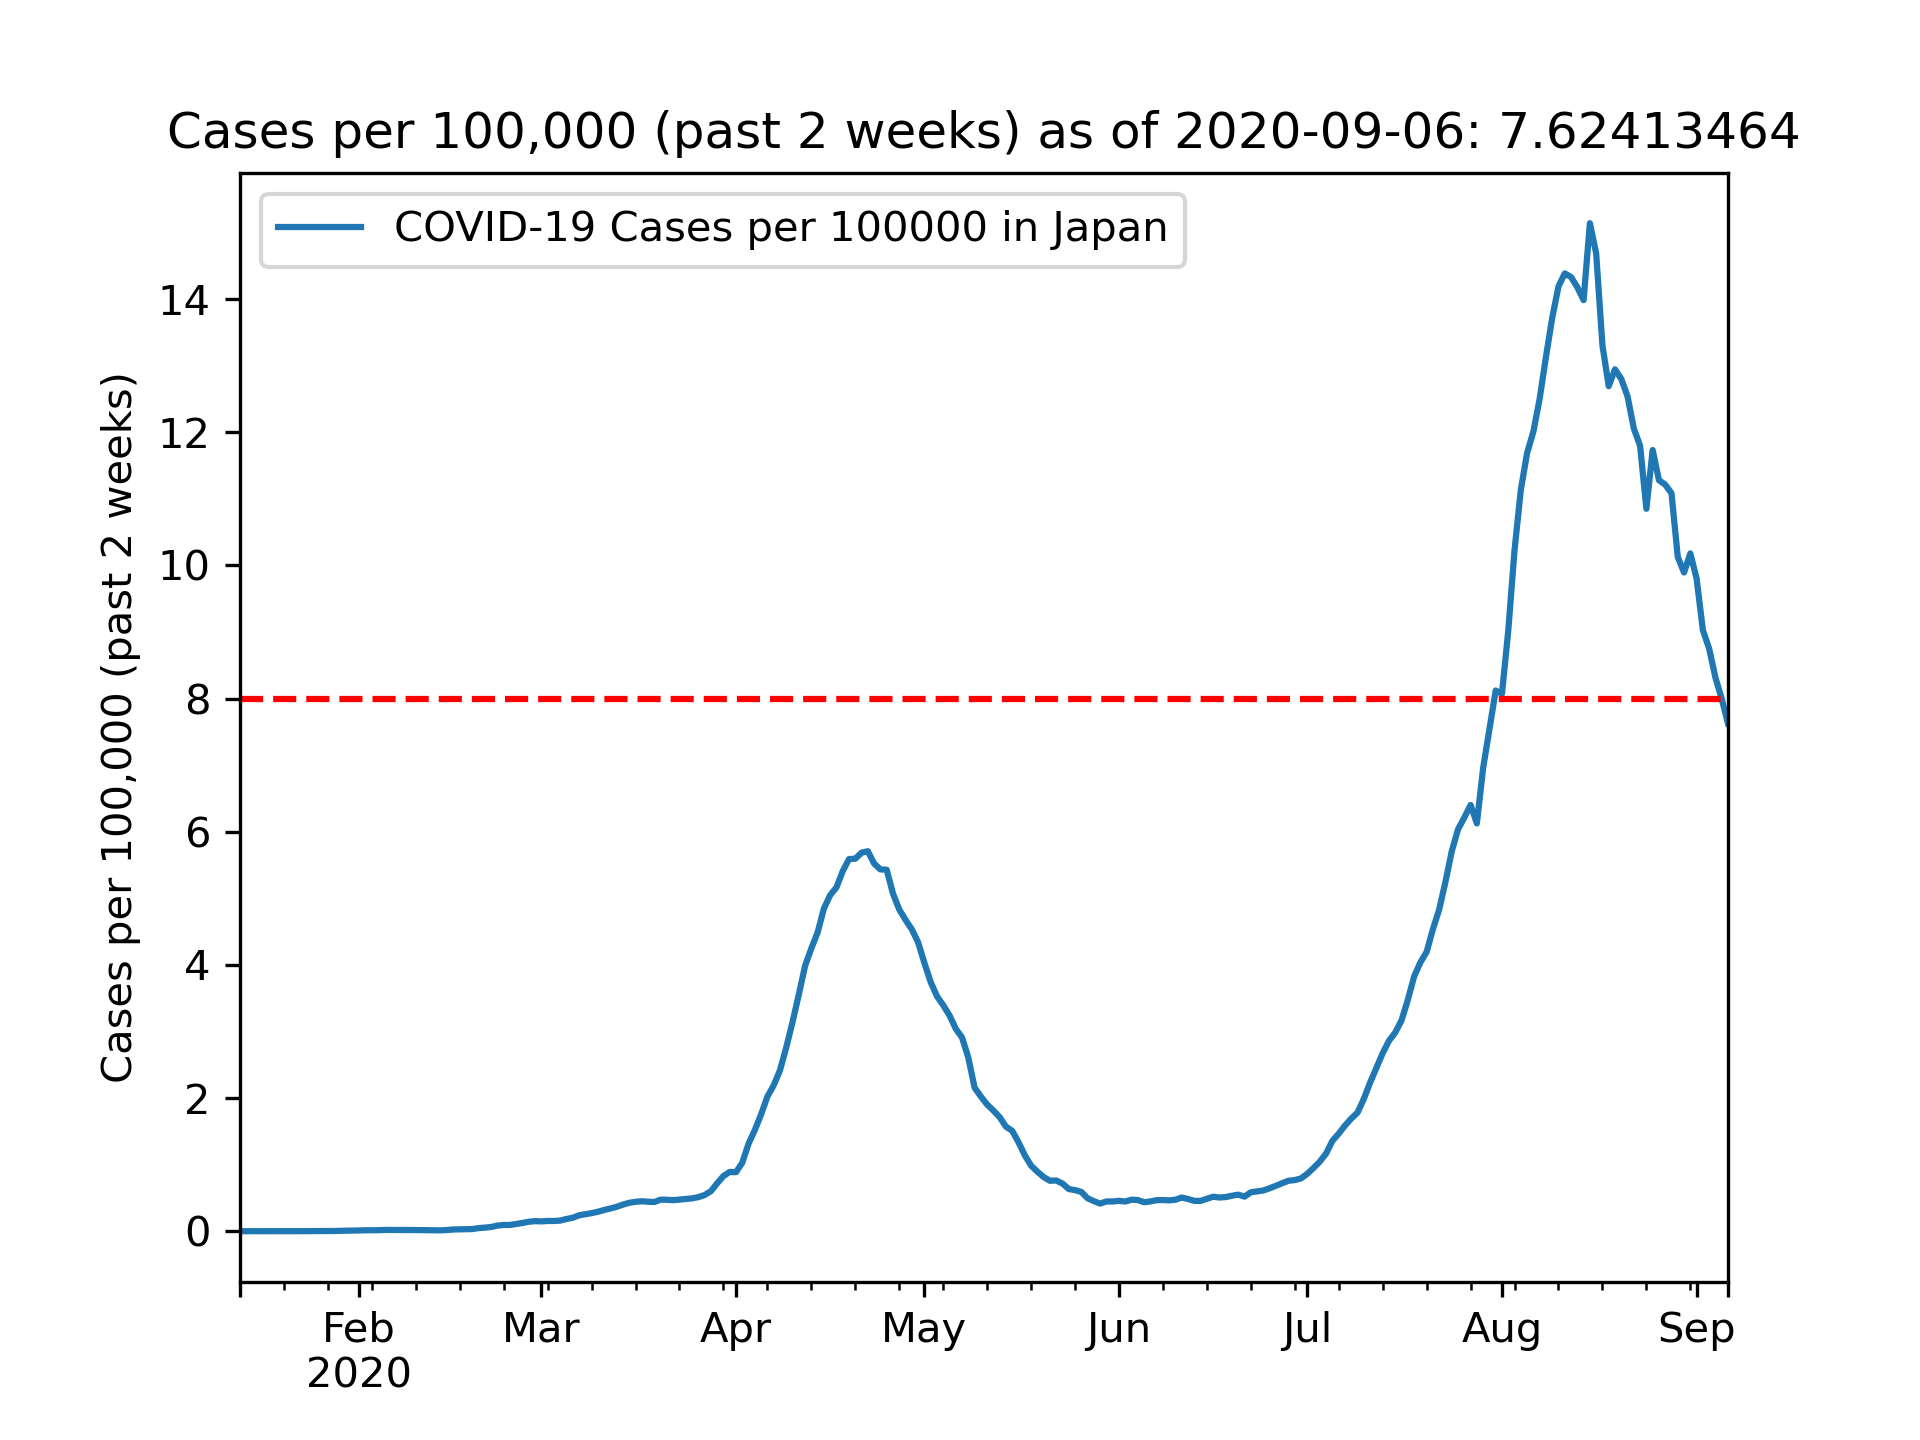 Cases per 100,000 (past 2 weeks) as of 2020-09-06: 7.62413464
COVID-19 Cases per 100000 in Japan
Cases per 100,000 (past 2 weeks)
14
12
10
8
6
4
2
0
Feb Mar Apr May Jun Jul Aug Sep
2020